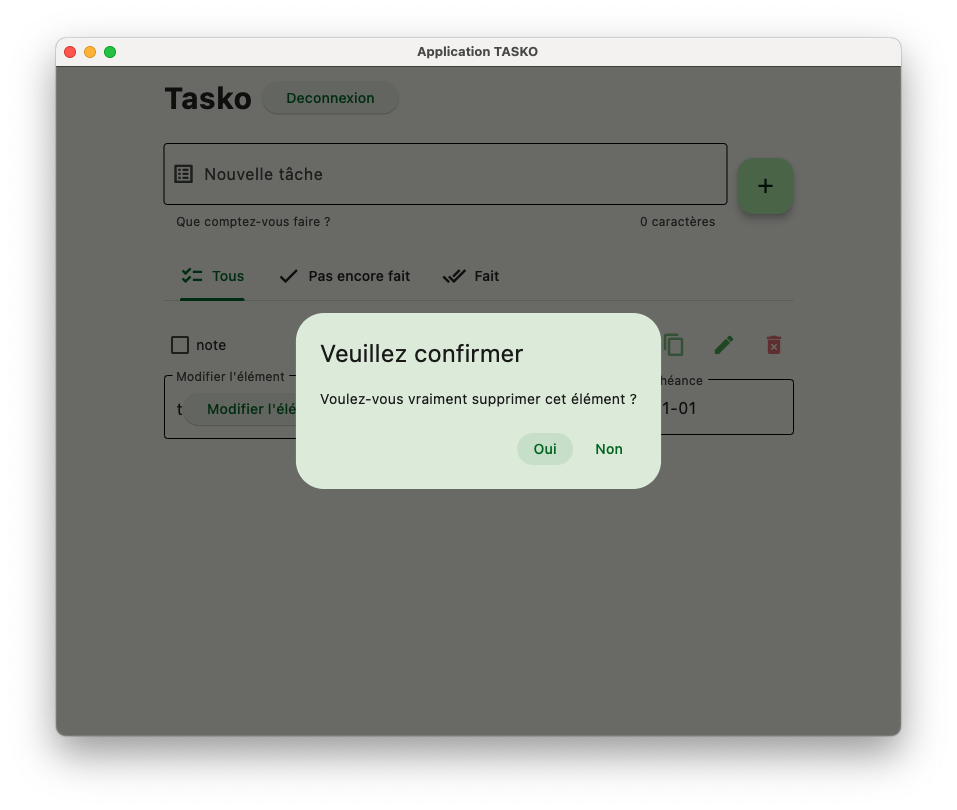 Application TASKO
Tasko
Deconnexion
Nouvelle tâche
+
Que comptez-vous faire ?
0 caractères
Tous
Pas encore fait
Fait
note
Modifier l'élément
t
Modifier l'élé
héance
1-01
Veuillez confirmer
Voulez-vous vraiment supprimer cet élément ?
Oui
Non